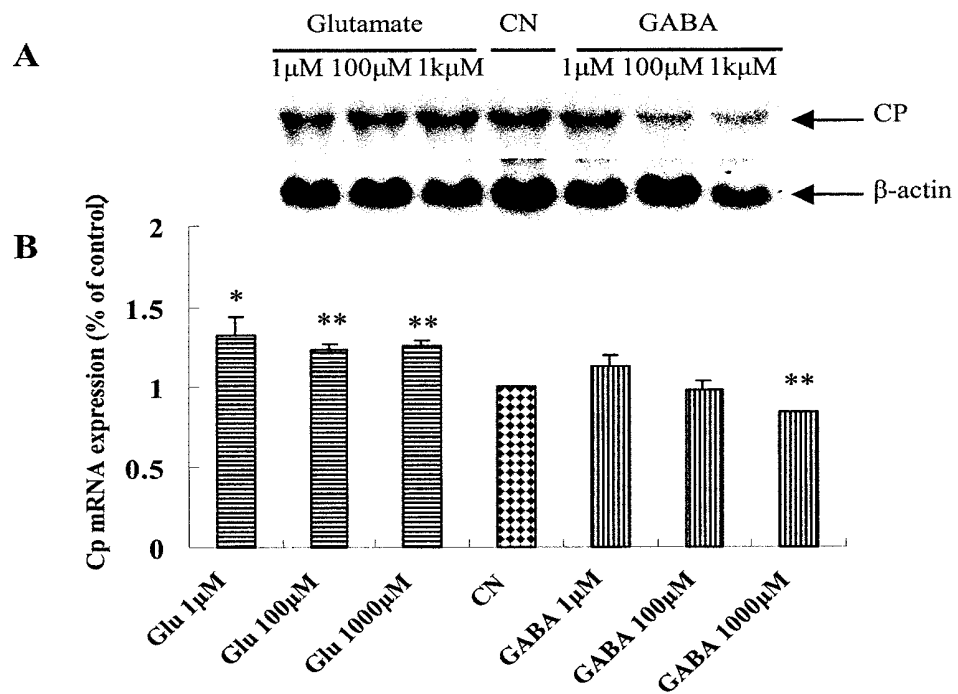 Glutamate CN GABA
A
1μM 100μM 1kμM 1μM 100μM 1kμM
CP
β-actin
B
Cp mRNA expression (% of control)
2
1.5
1
0.5
0
* ** ** **
Glu 1μM
Glu 100μM
Glu 1000μM
CN
GABA 1μM
GABA 100μM
GABA 1000μM